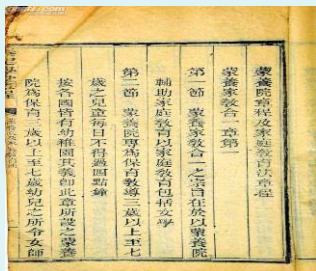 蒙養院章程及家庭教育法章程
蒙養家教合一章第一
第一節　蒙養家教合一之宗旨在於以蒙養院
輔助家庭教育以家庭教育包括女學
第二節　蒙養院專為保育教導三歲以上至七
歲之兒童每日不得過四點鐘
按各國皆有幼稚園其義即此章所設之蒙養
院為保育三歲以上至七歲幼兒之所令女師